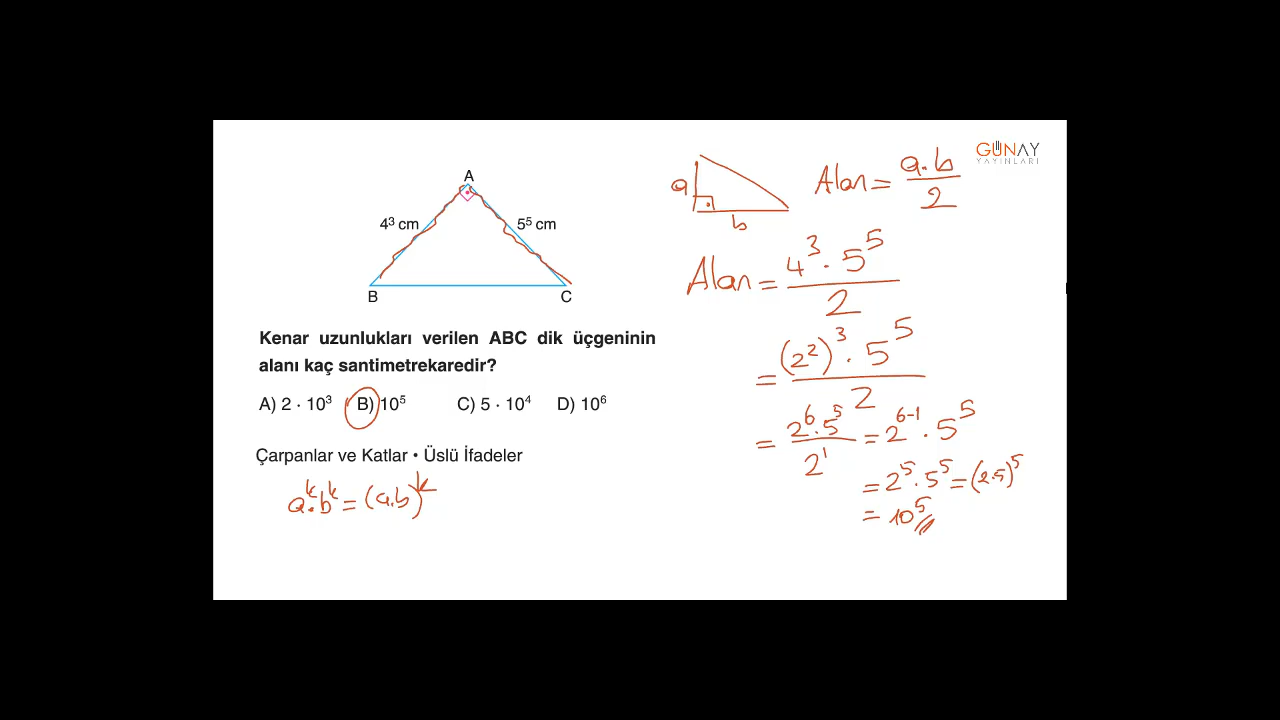 GÜNAY
YAYINLARI
A
4³ cm
5⁵ cm
B
C
Kenar uzunlukları verilen ABC dik üçgeninin
alanı kaç santimetrekaredir?
A) 2 · 10³ B) 10⁵ C) 5 · 10⁴ D) 10⁶
Çarpanlar ve Katlar • Üslü İfadeler
aᵏ.bᵏ = (a.b)ᵏ
a
b
Alan = a.b / 2
Alan = 4³ . 5⁵ / 2
= (2²)³ . 5⁵ / 2
= 2⁶.5⁵ / 2¹ = 2⁶⁻¹ . 5⁵
= 2⁵ . 5⁵ = (2.5)⁵
= 10⁵